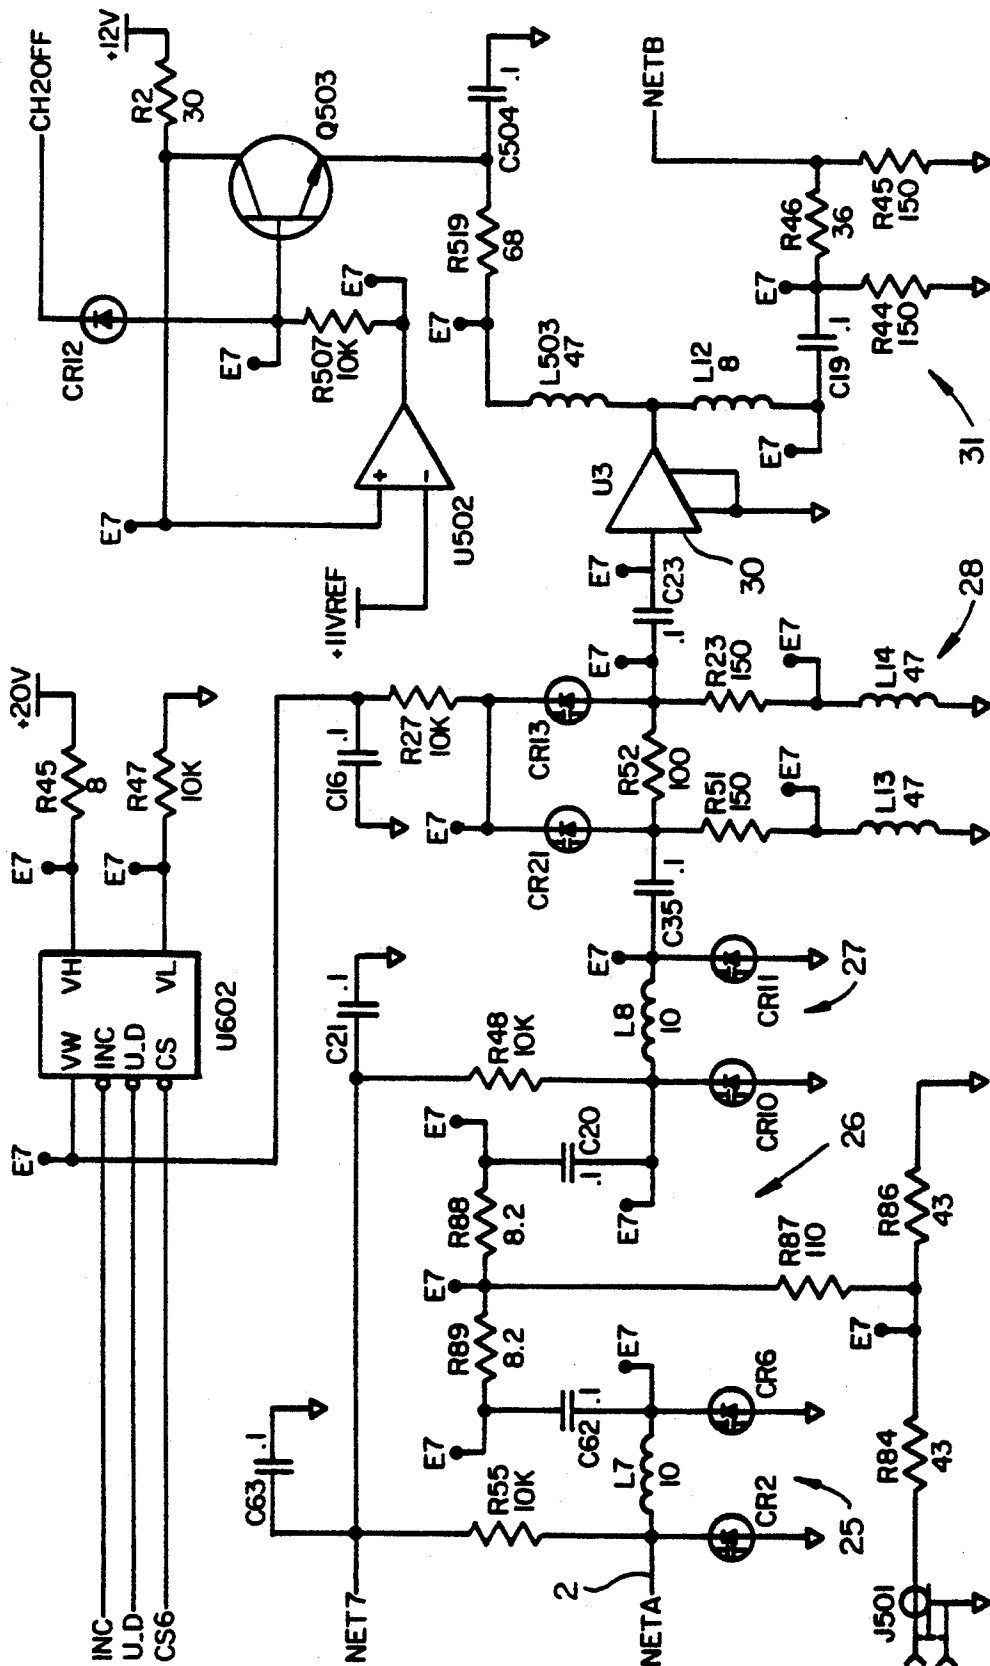 INC
U_D
CS6
E7
VW
INC
U_D
CS
VH
VL
U602
E7
R45
8
+20V
E7
R47
10K
+11VREF
U502
+
-
E7
CR12
CH2OFF
+12V
R2
30
Q503
E7
R507
10K
E7
C504
.1
R519
68
E7
L503
47
L12
8
E7
C19
.1
E7
R46
36
NETB
R44
150
R45
150
31
U3
30
E7
C23
.1
E7
C16
.1
R27
10K
E7
CR13
CR21
R52
100
R23
150
E7
L14
47
28
R51
150
E7
L13
47
C35
.1
E7
CR11
27
L8
10
CR10
C21
.1
R48
10K
E7
C20
.1
E7
R88
8.2
E7
R89
8.2
E7
C62
.1
E7
26
R87
110
R86
43
E7
R84
43
J501
C63
.1
NET7
R55
10K
L7
10
CR6
CR2
25
2
NETA